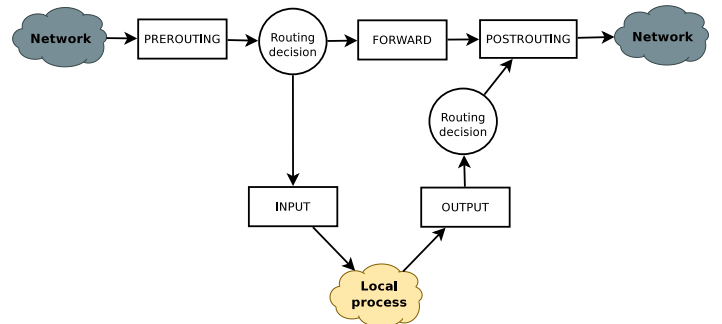 Network
PREROUTING
Routing
decision
FORWARD
POSTROUTING
Network
Routing
decision
INPUT
OUTPUT
Local
process